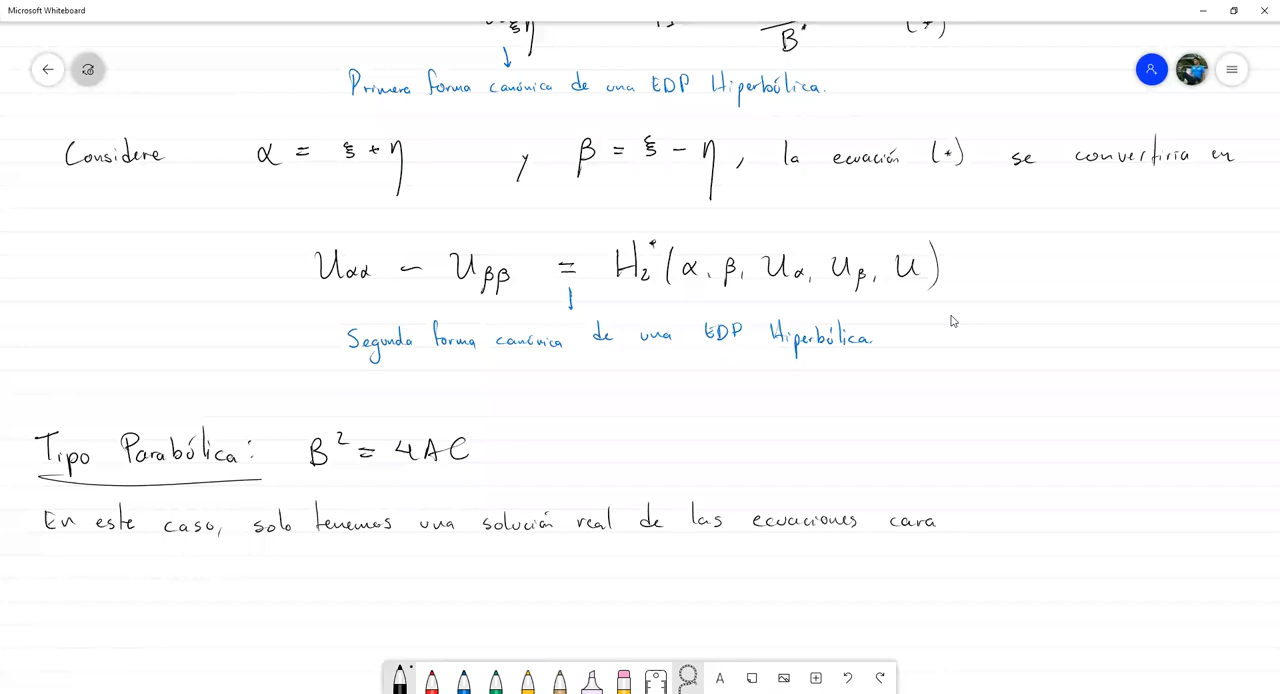 Microsoft Whiteboard
B* (*)
Primera forma canónica de una EDP Hiperbólica.
Considere α = ξ + η y β = ξ - η, la ecuación (*) se convertiria en
Uαα - Uββ = H₂*(α, β, Uα, Uβ, U)
Segunda forma canónica de una EDP Hiperbólica.
Tipo Parabólica: B² = 4AC
En este caso, solo tenemos una solución real de las ecuaciones cara
A